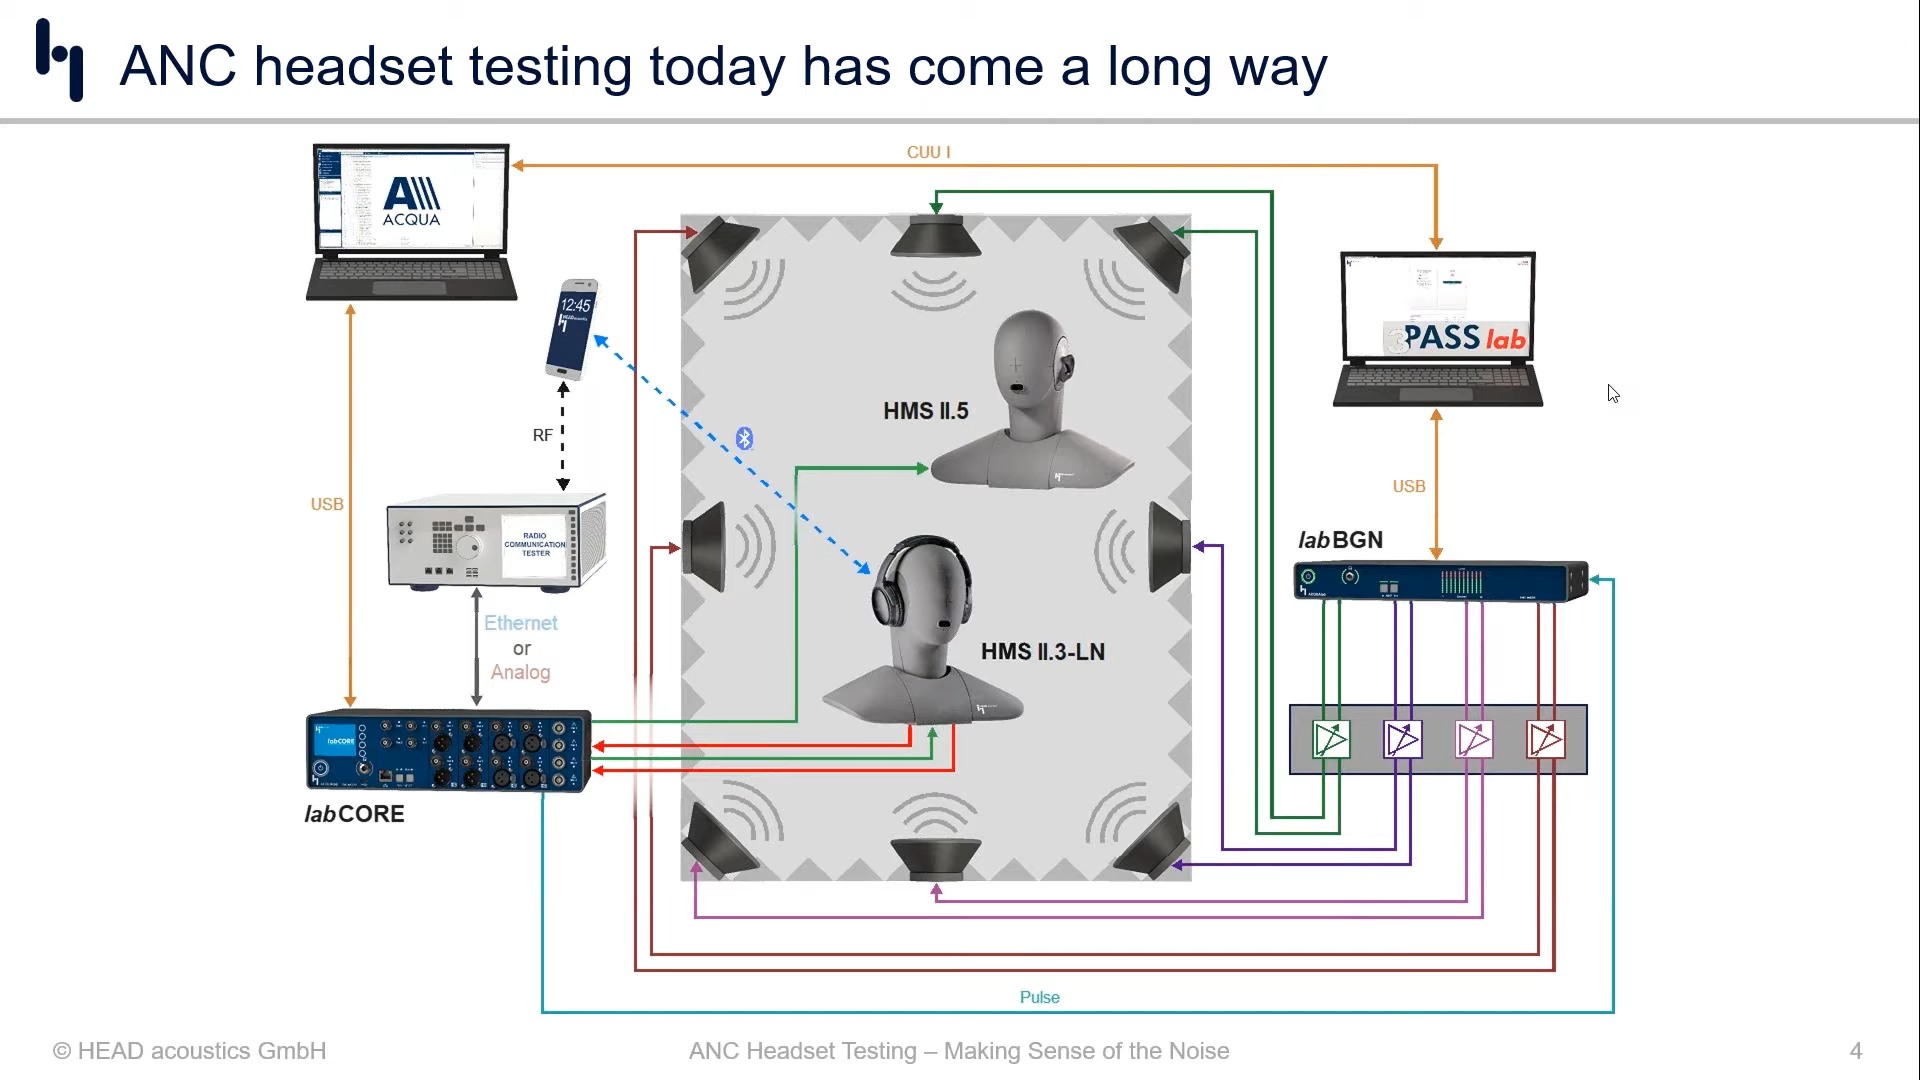 ANC headset testing today has come a long way
CUU I
ACQUA
12:45
3PASS lab
HMS II.5
RF
USB
USB
RADIO
COMMUNICATION
TESTER
labBGN
Ethernet
or
Analog
HMS II.3-LN
labCORE
labCORE
Pulse
© HEAD acoustics GmbH
ANC Headset Testing – Making Sense of the Noise
4